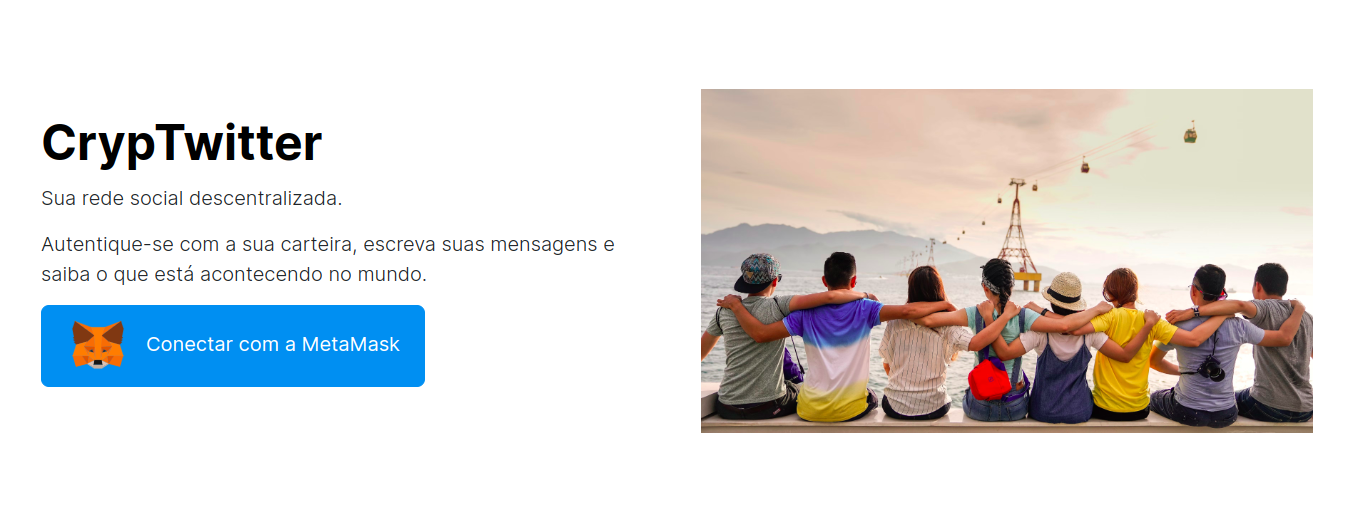 CrypTwitter
Sua rede social descentralizada.
Autentique-se com a sua carteira, escreva suas mensagens e
saiba o que está acontecendo no mundo.
Conectar com a MetaMask